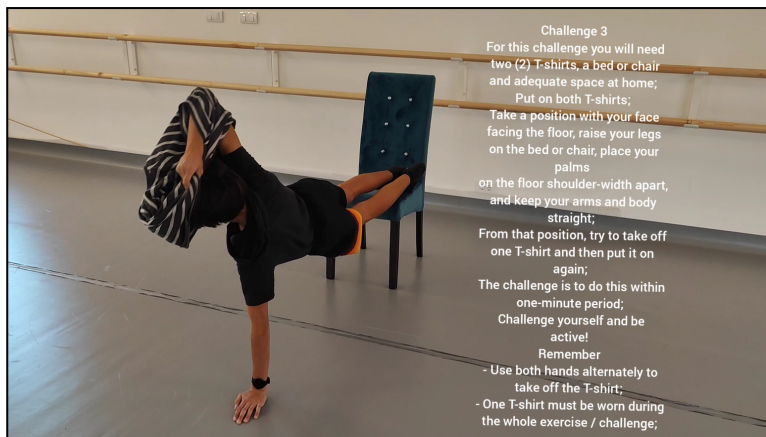 Challenge 3
For this challenge you will need
two (2) T-shirts, a bed or chair
and adequate space at home;
Put on both T-shirts;
Take a position with your face
facing the floor, raise your legs
on the bed or chair, place your
palms
on the floor shoulder-width apart,
and keep your arms and body
straight;
From that position, try to take off
one T-shirt and then put it on
again;
The challenge is to do this within
one-minute period;
Challenge yourself and be
active!
Remember
- Use both hands alternately to
take off the T-shirt;
- One T-shirt must be worn during
the whole exercise / challenge;